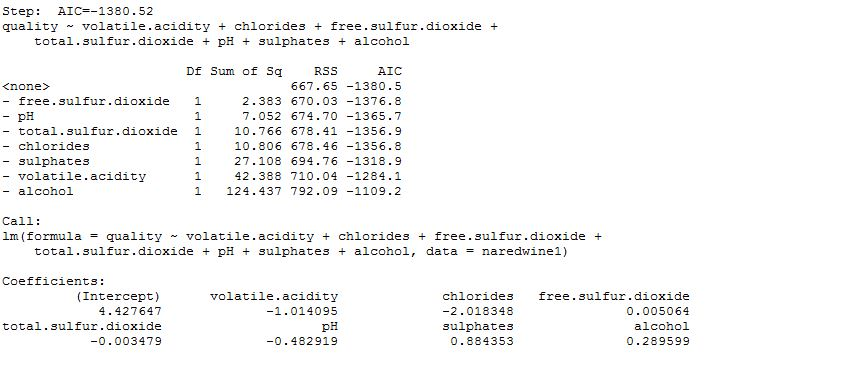 Step:  AIC=-1380.52
quality ~ volatile.acidity + chlorides + free.sulfur.dioxide +
    total.sulfur.dioxide + pH + sulphates + alcohol

                       Df Sum of Sq    RSS     AIC
<none>                              667.65 -1380.5
- free.sulfur.dioxide   1     2.383 670.03 -1376.8
- pH                    1     7.052 674.70 -1365.7
- total.sulfur.dioxide  1    10.766 678.41 -1356.9
- chlorides             1    10.806 678.46 -1356.8
- sulphates             1    27.108 694.76 -1318.9
- volatile.acidity      1    42.388 710.04 -1284.1
- alcohol               1   124.437 792.09 -1109.2

Call:
lm(formula = quality ~ volatile.acidity + chlorides + free.sulfur.dioxide +
    total.sulfur.dioxide + pH + sulphates + alcohol, data = naredwine1)

Coefficients:
         (Intercept)      volatile.acidity             chlorides   free.sulfur.dioxide
            4.427647             -1.014095             -2.018348              0.005064
total.sulfur.dioxide                    pH             sulphates               alcohol
           -0.003479             -0.482919              0.884353              0.289599